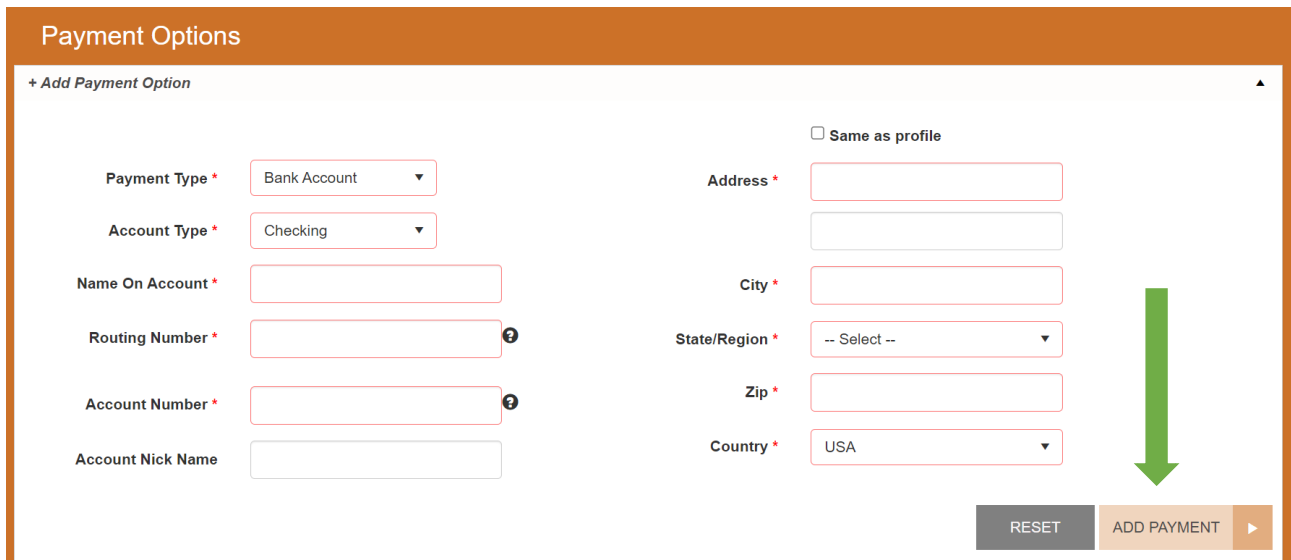 Payment Options
+ Add Payment Option
Same as profile
Payment Type * Bank Account
Address *
Account Type * Checking
Name On Account *
City *
Routing Number *
State/Region * -- Select --
Zip *
Account Number *
Country * USA
Account Nick Name
RESET ADD PAYMENT